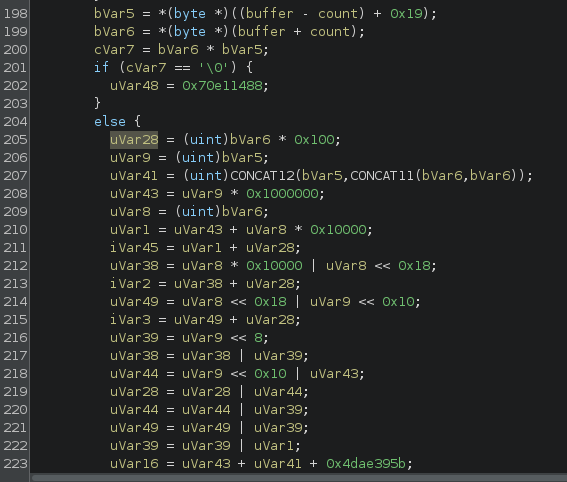 198 bVar5 = *(byte *)((buffer - count) + 0x19);
199 bVar6 = *(byte *)(buffer + count);
200 cVar7 = bVar6 * bVar5;
201 if (cVar7 == '\0') {
202 uVar48 = 0x70e11488;
203 }
204 else {
205 uVar28 = (uint)bVar6 * 0x100;
206 uVar9 = (uint)bVar5;
207 uVar41 = (uint)CONCAT12(bVar5,CONCAT11(bVar6,bVar6));
208 uVar43 = uVar9 * 0x1000000;
209 uVar8 = (uint)bVar6;
210 uVar1 = uVar43 + uVar8 * 0x10000;
211 iVar45 = uVar1 + uVar28;
212 uVar38 = uVar8 * 0x10000 | uVar8 << 0x18;
213 iVar2 = uVar38 + uVar28;
214 uVar49 = uVar8 << 0x18 | uVar9 << 0x10;
215 iVar3 = uVar49 + uVar28;
216 uVar39 = uVar9 << 8;
217 uVar38 = uVar38 | uVar39;
218 uVar44 = uVar9 << 0x10 | uVar43;
219 uVar28 = uVar28 | uVar44;
220 uVar44 = uVar44 | uVar39;
221 uVar49 = uVar49 | uVar39;
222 uVar39 = uVar39 | uVar1;
223 uVar16 = uVar43 + uVar41 + 0x4dae395b;